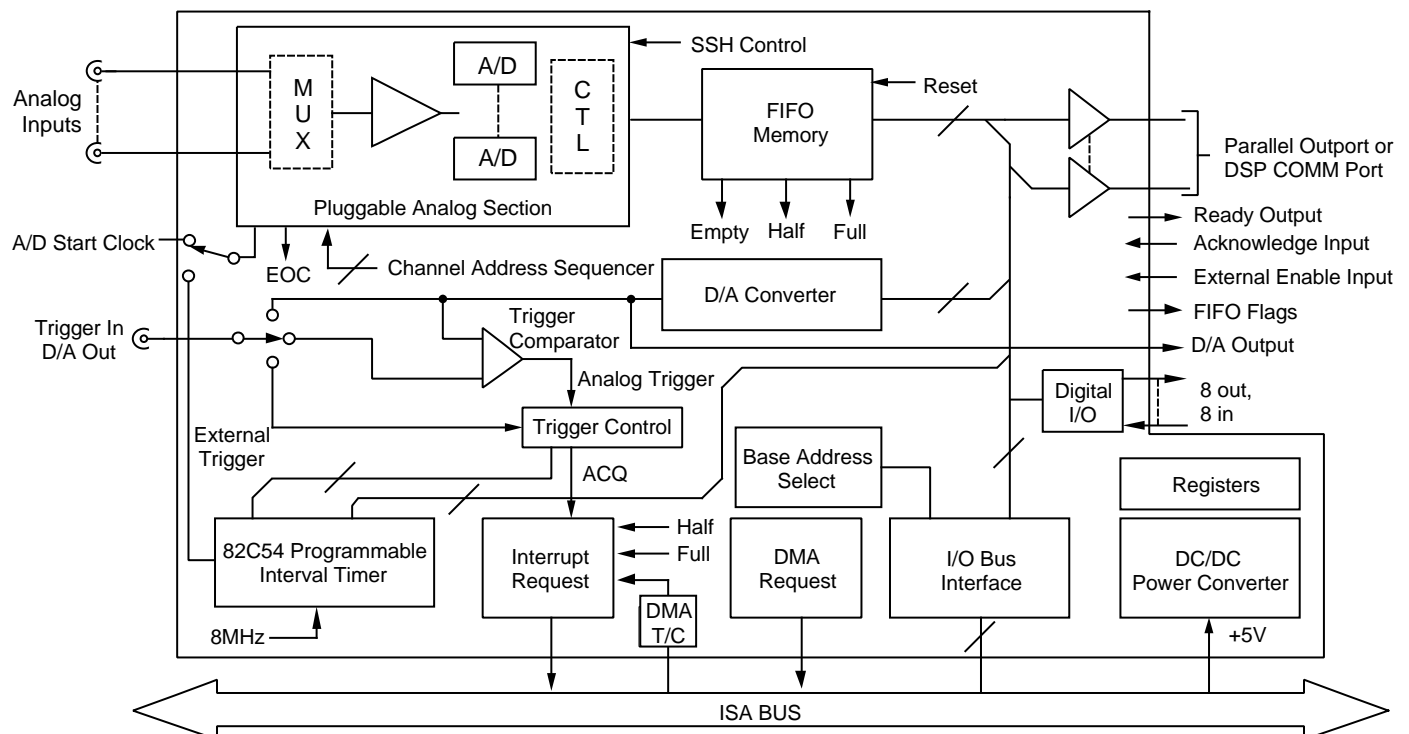 SSH Control
Analog
Inputs
M
U
X
A/D
A/D
C
T
L
Pluggable Analog Section
FIFO
Memory
Reset
Parallel Outport or
DSP COMM Port
Empty
Half
Full
Ready Output
Acknowledge Input
External Enable Input
FIFO Flags
D/A Output
A/D Start Clock
EOC
Channel Address Sequencer
D/A Converter
Trigger In
D/A Out
Trigger
Comparator
Analog Trigger
Digital
I/O
8 out,
8 in
External
Trigger
Trigger Control
ACQ
Base Address
Select
Registers
82C54 Programmable
Interval Timer
8MHz
Interrupt
Request
Half
Full
DMA
T/C
DMA
Request
I/O Bus
Interface
DC/DC
Power Converter
+5V
ISA BUS